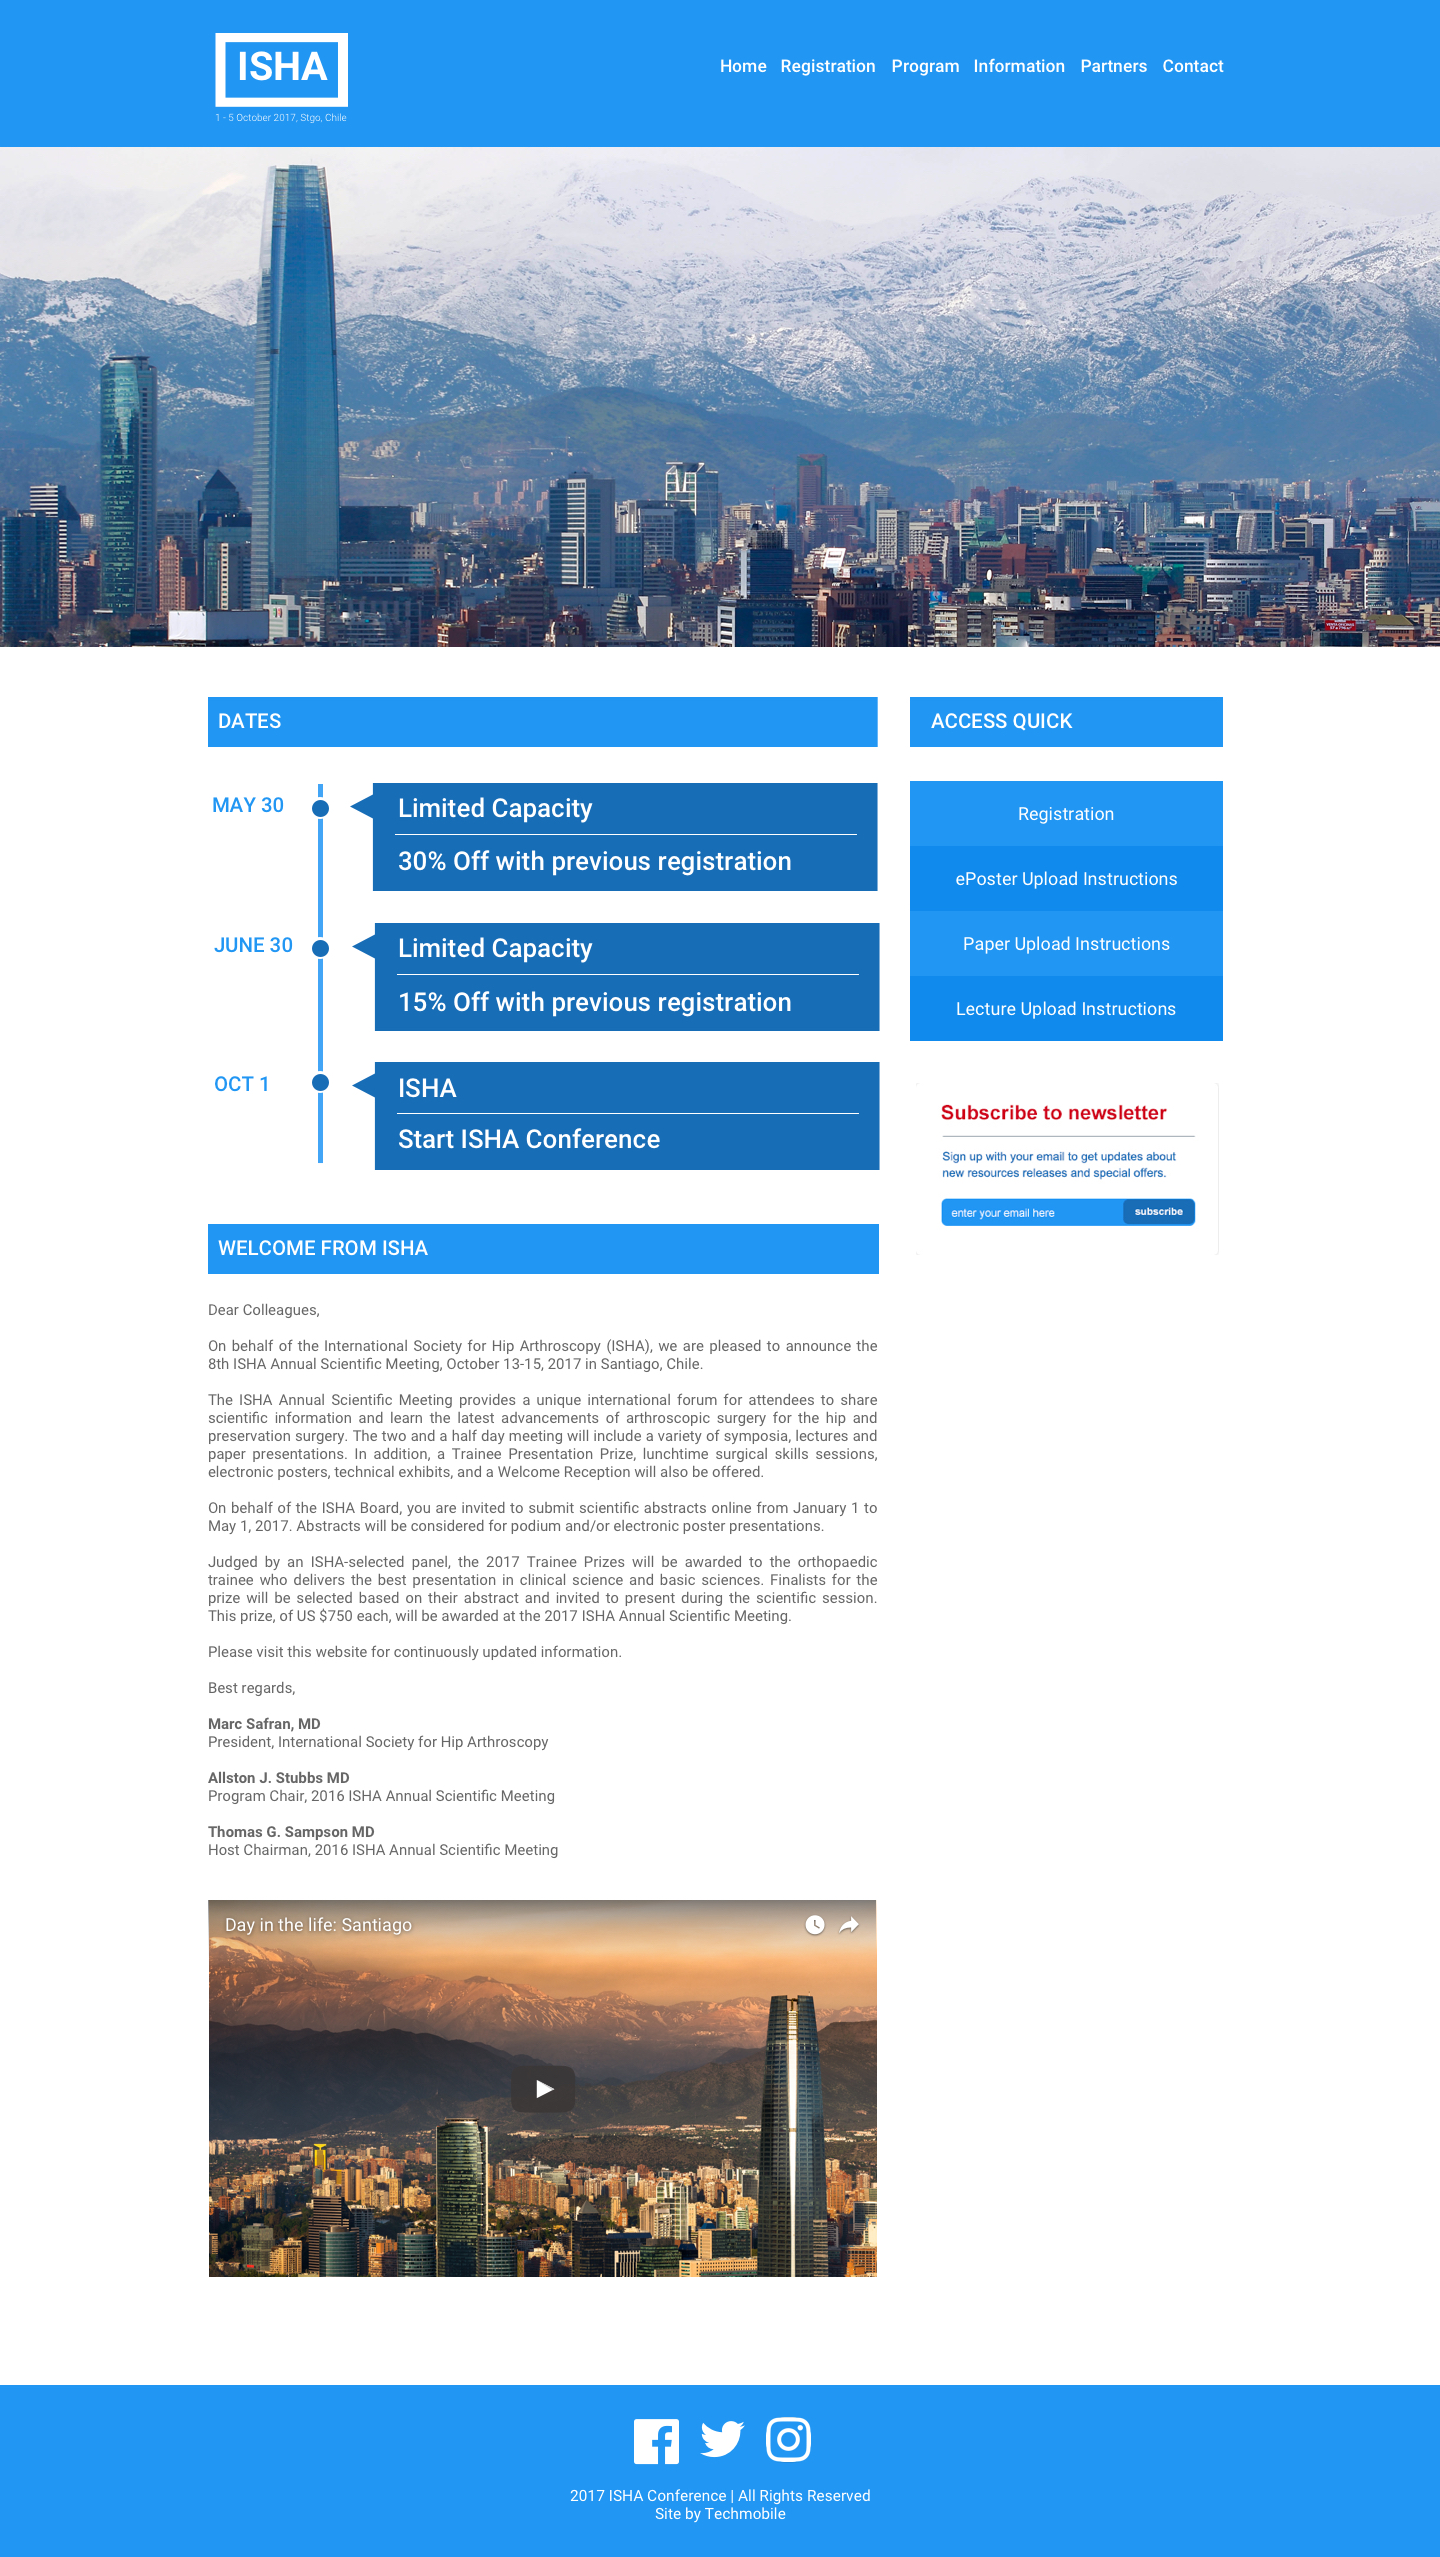 ISHA
1 - 5 October 2017, Stgo, Chile
Home Registration Program Information Partners Contact
DATES
MAY 30
Limited Capacity
30% Off with previous registration
JUNE 30
Limited Capacity
15% Off with previous registration
OCT 1
ISHA
Start ISHA Conference
ACCESS QUICK
Registration
ePoster Upload Instructions
Paper Upload Instructions
Lecture Upload Instructions
Subscribe to newsletter
Sign up with your email to get updates about
new resources releases and special offers.
enter your email here subscribe
WELCOME FROM ISHA
Dear Colleagues,
On behalf of the International Society for Hip Arthroscopy (ISHA), we are pleased to announce the
8th ISHA Annual Scientific Meeting, October 13-15, 2017 in Santiago, Chile.
The ISHA Annual Scientific Meeting provides a unique international forum for attendees to share
scientific information and learn the latest advancements of arthroscopic surgery for the hip and
preservation surgery. The two and a half day meeting will include a variety of symposia, lectures and
paper presentations. In addition, a Trainee Presentation Prize, lunchtime surgical skills sessions,
electronic posters, technical exhibits, and a Welcome Reception will also be offered.
On behalf of the ISHA Board, you are invited to submit scientific abstracts online from January 1 to
May 1, 2017. Abstracts will be considered for podium and/or electronic poster presentations.
Judged by an ISHA-selected panel, the 2017 Trainee Prizes will be awarded to the orthopaedic
trainee who delivers the best presentation in clinical science and basic sciences. Finalists for the
prize will be selected based on their abstract and invited to present during the scientific session.
This prize, of US $750 each, will be awarded at the 2017 ISHA Annual Scientific Meeting.
Please visit this website for continuously updated information.
Best regards,
Marc Safran, MD
President, International Society for Hip Arthroscopy
Allston J. Stubbs MD
Program Chair, 2016 ISHA Annual Scientific Meeting
Thomas G. Sampson MD
Host Chairman, 2016 ISHA Annual Scientific Meeting
Day in the life: Santiago
2017 ISHA Conference | All Rights Reserved
Site by Techmobile